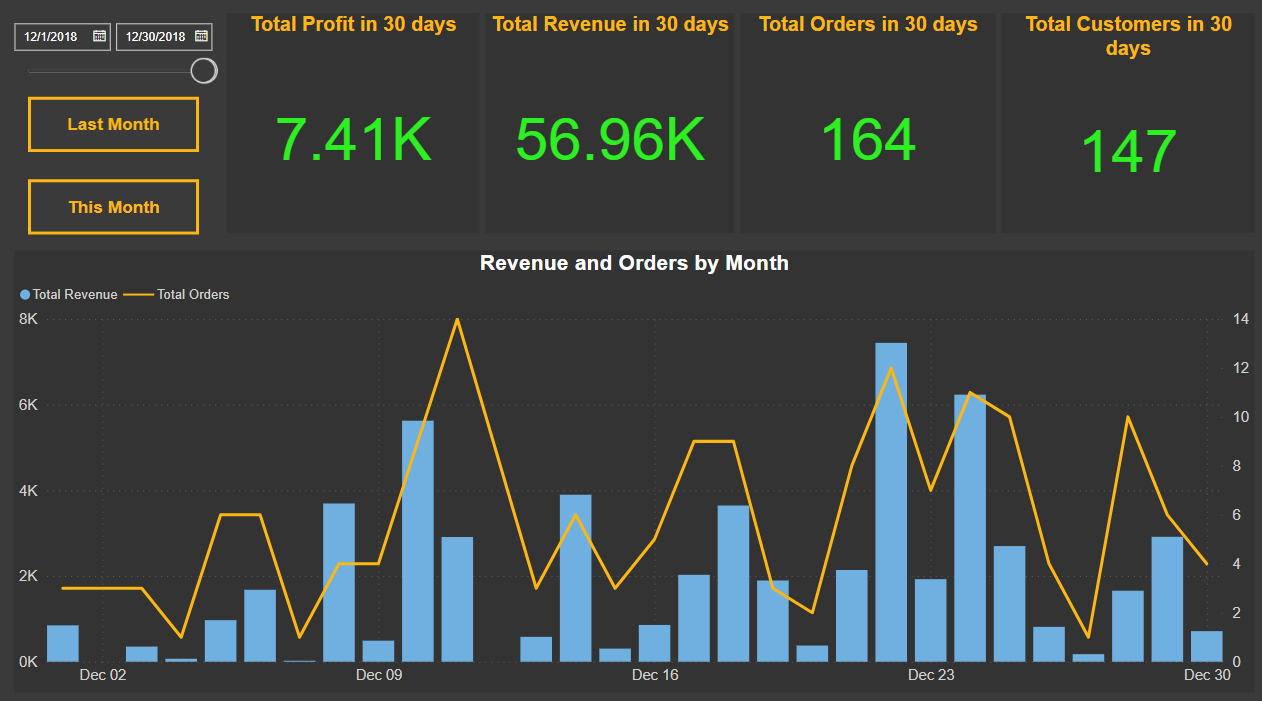 12/1/2018
12/30/2018
Last Month
This Month
Total Profit in 30 days
7.41K
Total Revenue in 30 days
56.96K
Total Orders in 30 days
164
Total Customers in 30
days
147
Revenue and Orders by Month
Total Revenue
Total Orders
8K
6K
4K
2K
0K
14
12
10
8
6
4
2
0
Dec 02
Dec 09
Dec 16
Dec 23
Dec 30